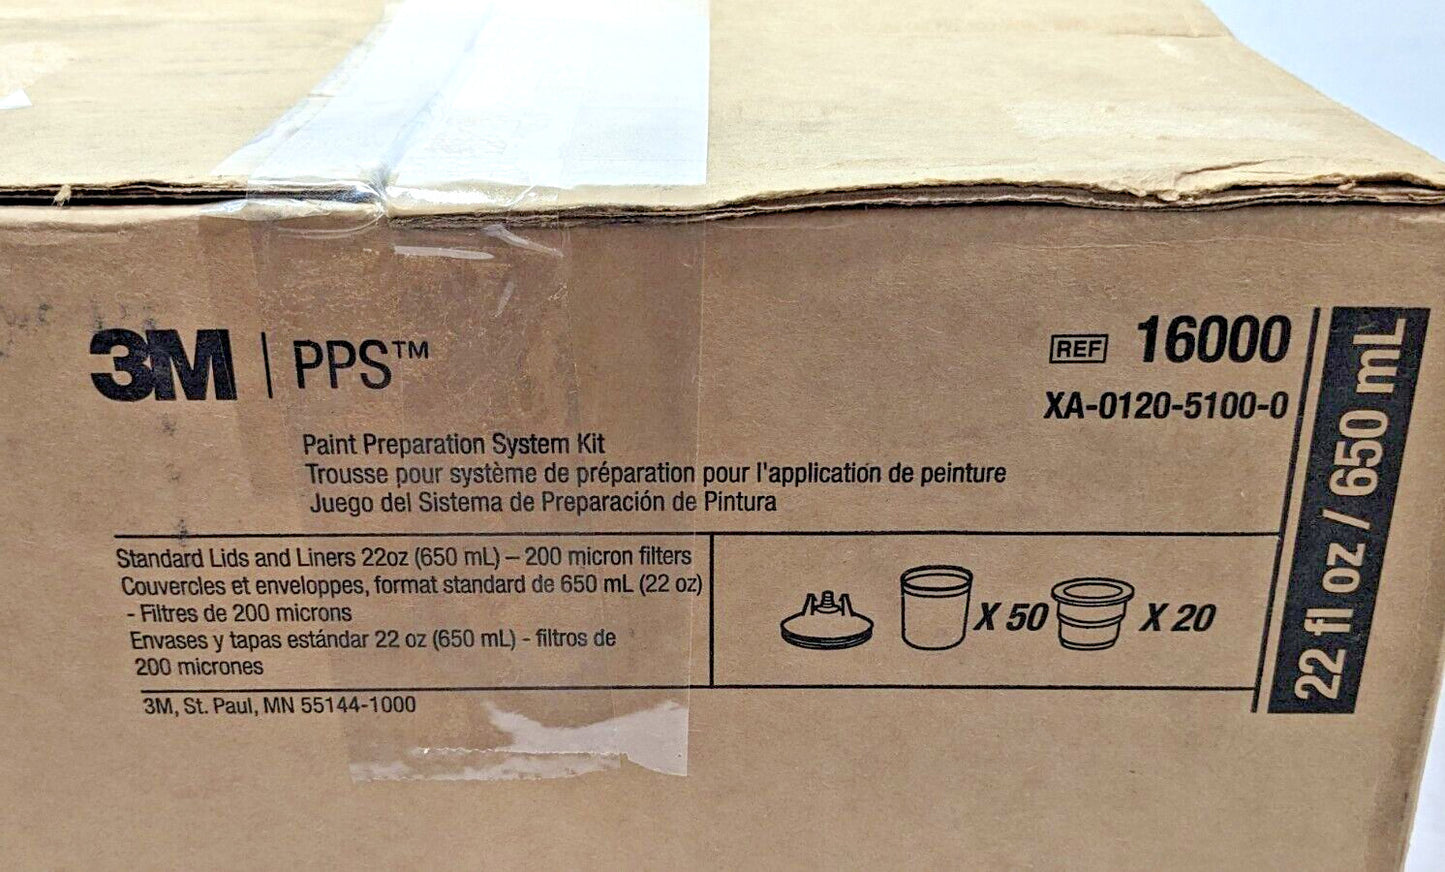 3M | PPS™
REF 16000
XA-0120-5100-0
Paint Preparation System Kit
Trousse pour système de préparation pour l'application de peinture
Juego del Sistema de Preparación de Pintura
Standard Lids and Liners 22oz (650 mL) – 200 micron filters
Couvercles et enveloppes, format standard de 650 mL (22 oz)
- Filtres de 200 microns
Envases y tapas estándar 22 oz (650 mL) - filtros de
200 micrones
X 50
X 20
3M, St. Paul, MN 55144-1000
22 fl oz / 650 mL